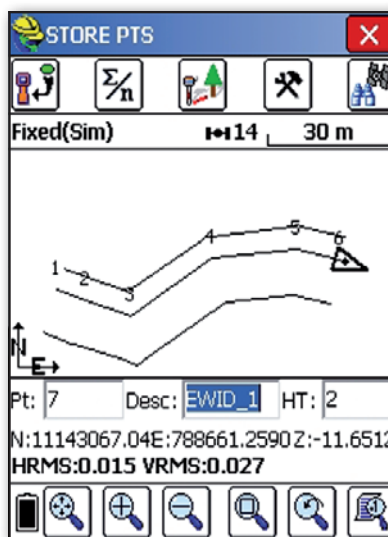 STORE PTS
Σ/n
Fixed(Sim) 14 30 m
1 2 3 4 5 6
N
E
Pt: 7 Desc: EWID_1 HT: 2
N:11143067.04E:788661.2590 Z:-11.6512
HRMS:0.015 VRMS:0.027